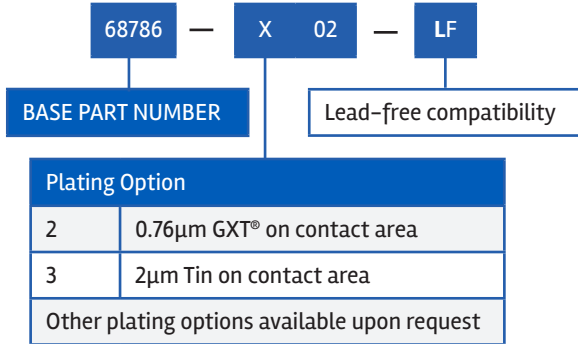 68786 — X 02 — LF
BASE PART NUMBER
Lead-free compatibility
Plating Option
2 0.76µm GXT® on contact area
3 2µm Tin on contact area
Other plating options available upon request